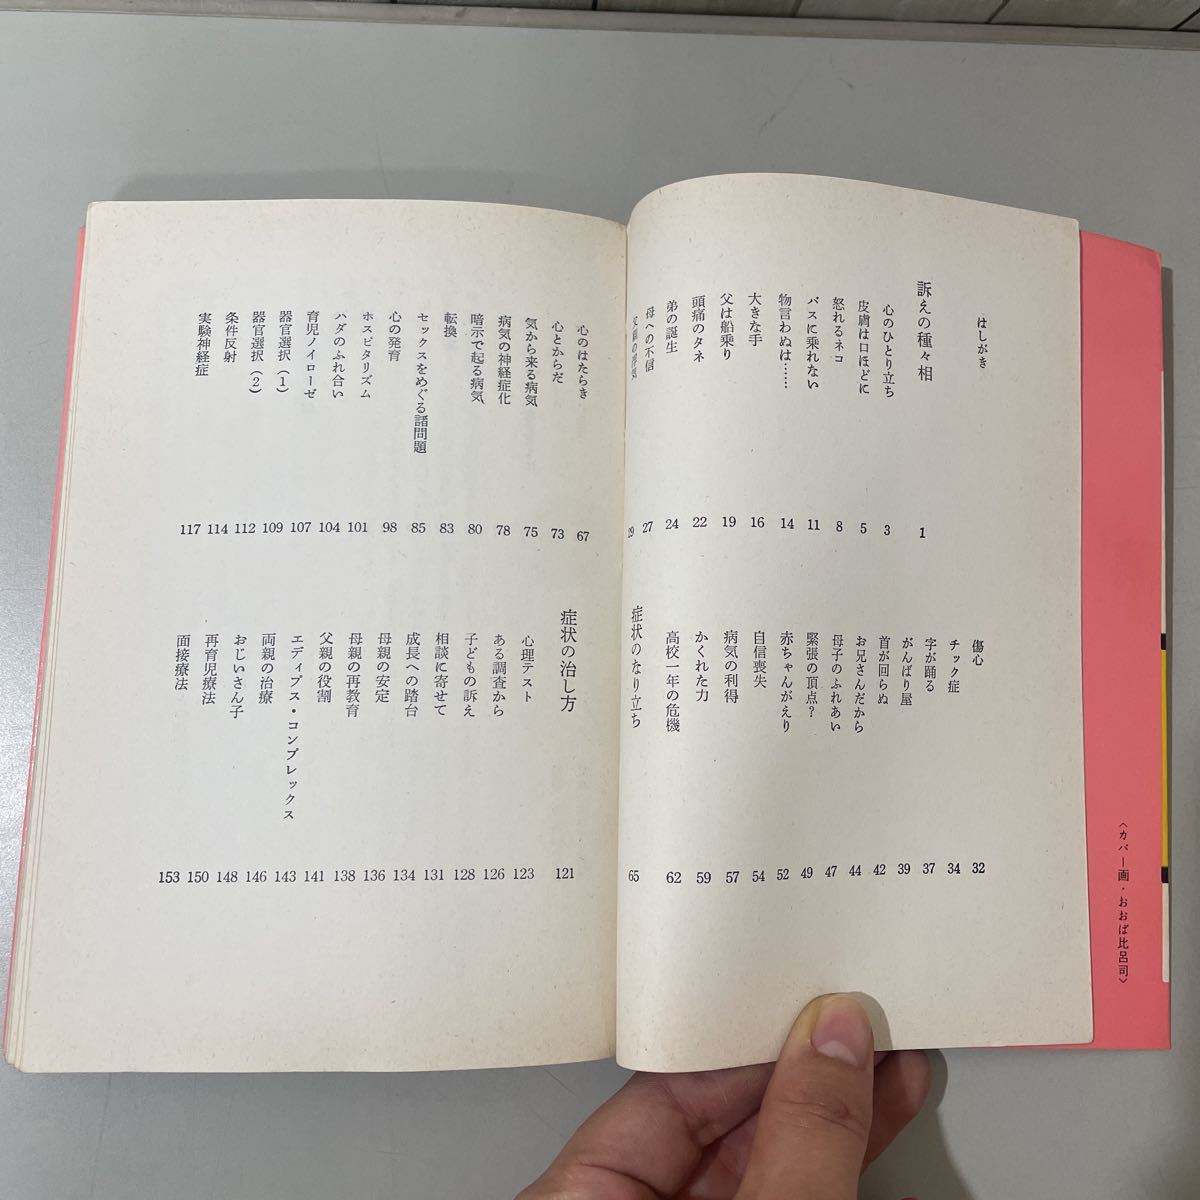 はしがき
訴えの種々相 1
心のひとり立ち 3
皮膚は口ほどに 5
怒れるネコ 8
バスに乗れない 11
物言わぬは…… 14
大きな手 16
父は船乗り 19
頭痛のタネ 22
弟の誕生 24
母への不信 27
29
傷心 32
チック症 34
字が踊る 37
がんばり屋 39
首が回らぬ 42
お兄さんだから 44
母子のふれあい 47
緊張の頂点? 49
赤ちゃんがえり 52
自信喪失 54
病気の利得 57
かくれた力 59
高校一年の危機 62
症状のなり立ち 65
心のはたらき 67
心とからだ 73
気から来る病気 75
病気の神経症化 78
暗示で起る病気 80
転換 83
セックスをめぐる諸問題 85
心の発育 98
ホスピタリズム 101
ハダのふれ合い 104
育児ノイローゼ 107
器官選択(1) 109
器官選択(2) 112
条件反射 114
実験神経症 117
症状の治し方 121
心理テスト 123
ある調査から 126
子どもの訴え 128
相談に寄せて 131
成長への踏台 134
母親の安定 136
母親の再教育 138
父親の役割 141
エディプス・コンプレックス 143
両親の治療 146
おじいさん子 148
再育児療法 150
面接療法 153
〈カバー画・おおば比呂司〉